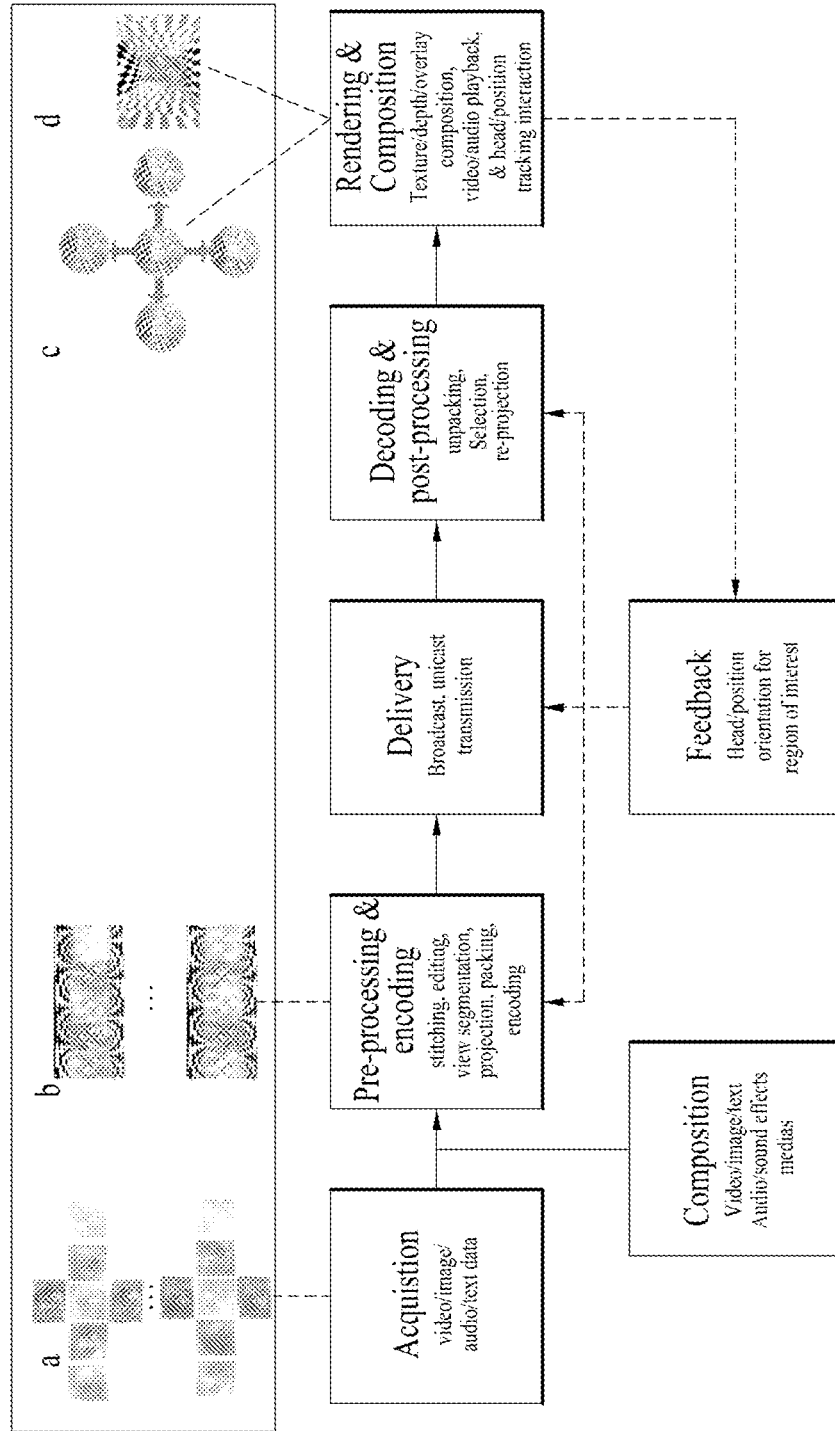 a
b
c
d
...
...
Acquistion
video/image/
audio/text data
Pre-processing &
encoding
stitching, editing,
view segmentation,
projection, packing,
encoding
Delivery
Broadcast, unicast
transmission
Decoding &
post-processing
unpacking,
Selection,
re-projection
Rendering &
Composition
Texture/depth/overlay
composition,
video/audio playback,
& head/position
tracking interaction
Composition
Video/image/text
Audio/sound effects
medias
Feedback
Head/position
orientation for
region of interest